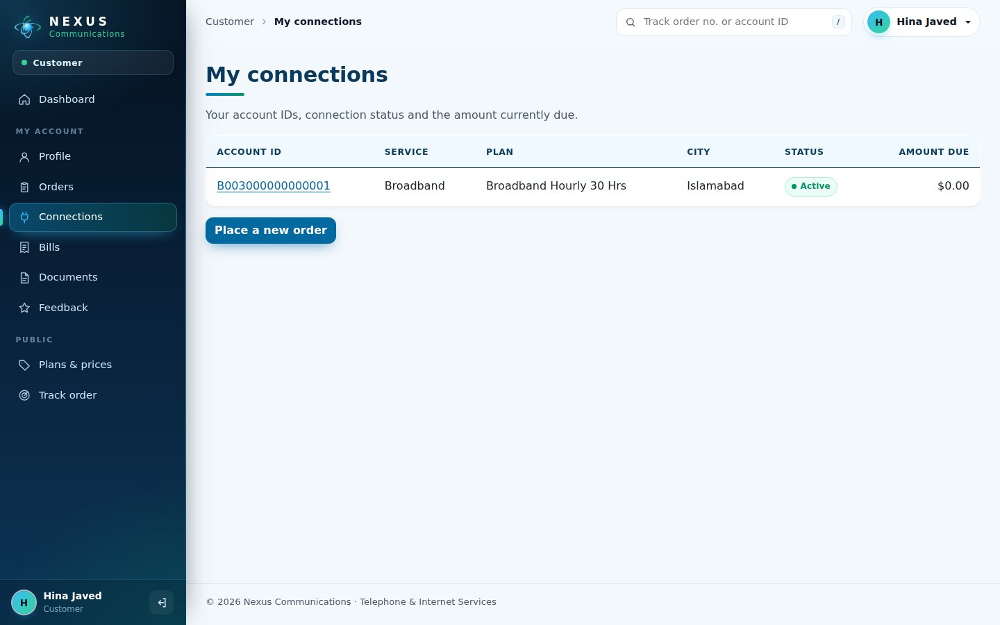 NEXUS
Communications
Customer
Dashboard
MY ACCOUNT
Profile
Orders
Connections
Bills
Documents
Feedback
PUBLIC
Plans & prices
Track order
H
Hina Javed
Customer
Customer > My connections
Track order no. or account ID /
H Hina Javed
My connections
Your account IDs, connection status and the amount currently due.
ACCOUNT ID SERVICE PLAN CITY STATUS AMOUNT DUE
B003000000000001 Broadband Broadband Hourly 30 Hrs Islamabad Active $0.00
Place a new order
© 2026 Nexus Communications · Telephone & Internet Services